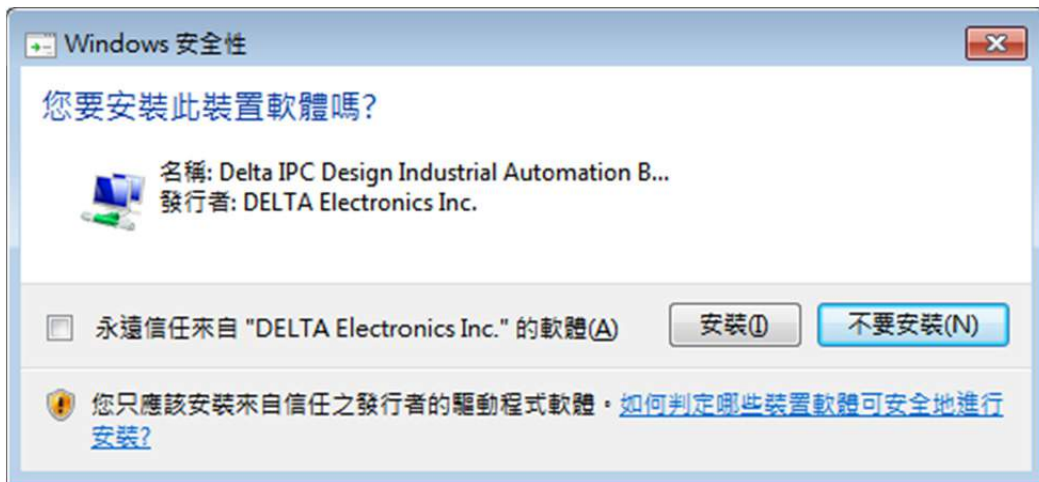 Windows 安全性
您要安裝此裝置軟體嗎?
名稱: Delta IPC Design Industrial Automation B...
發行者: DELTA Electronics Inc.
永遠信任來自 "DELTA Electronics Inc." 的軟體(A)
安裝(I)
不要安裝(N)
您只應該安裝來自信任之發行者的驅動程式軟體。如何判定哪些裝置軟體可安全地進行
安裝?